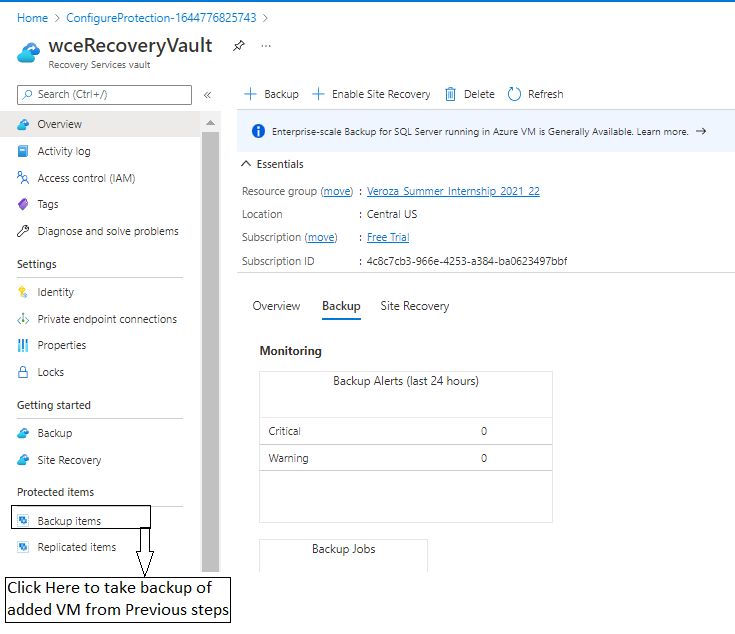 Home > ConfigureProtection-1644776825743 >
wceRecoveryVault ...
Recovery Services vault
Search (Ctrl+/) «
+ Backup + Enable Site Recovery Delete Refresh
Overview
Activity log
Access control (IAM)
Tags
Diagnose and solve problems
Settings
Identity
Private endpoint connections
Properties
Locks
Getting started
Backup
Site Recovery
Protected items
Backup items
Replicated items
Enterprise-scale Backup for SQL Server running in Azure VM is Generally Available. Learn more. →
Essentials
Resource group (move) : Veroza_Summer_Internship_2021_22
Location : Central US
Subscription (move) : Free Trial
Subscription ID : 4c8c7cb3-966e-4253-a384-ba0623497bbf
Overview Backup Site Recovery
Monitoring
Backup Alerts (last 24 hours)
Critical 0
Warning 0
Backup Jobs
Click Here to take backup of
added VM from Previous steps